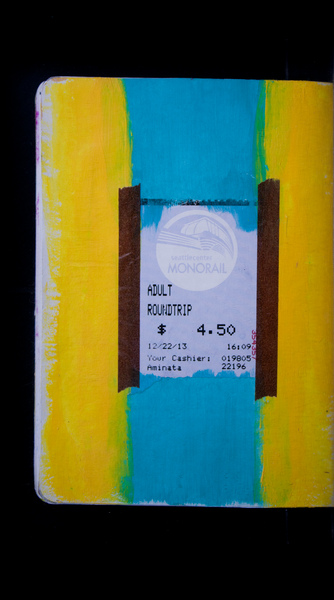 MONORAIL
ADULT
ROUNDTRIP
$ 4.50
12/22/13 16:09
Your Cashier: 019805
Aminata 22196